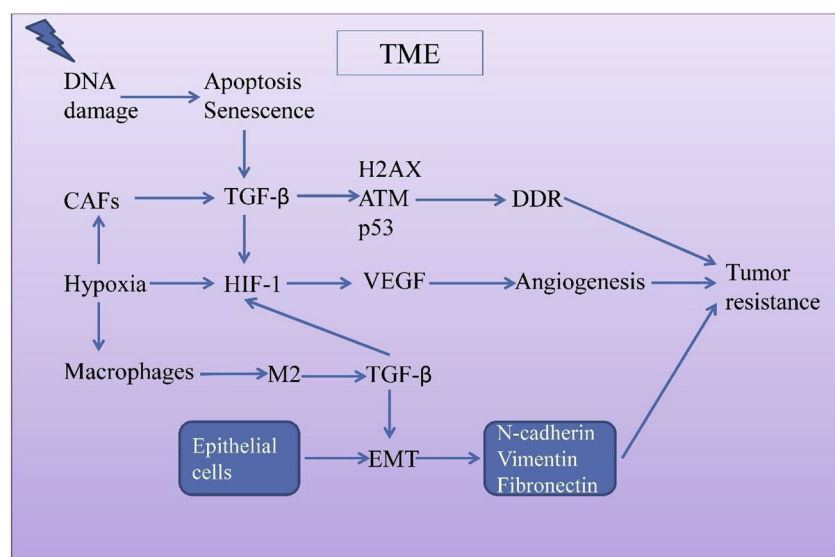 TME
DNA
damage
Apoptosis
Senescence
CAFs
TGF-β
H2AX
ATM
p53
DDR
Hypoxia
HIF-1
VEGF
Angiogenesis
Tumor
resistance
Macrophages
M2
TGF-β
Epithelial
cells
EMT
N-cadherin
Vimentin
Fibronectin